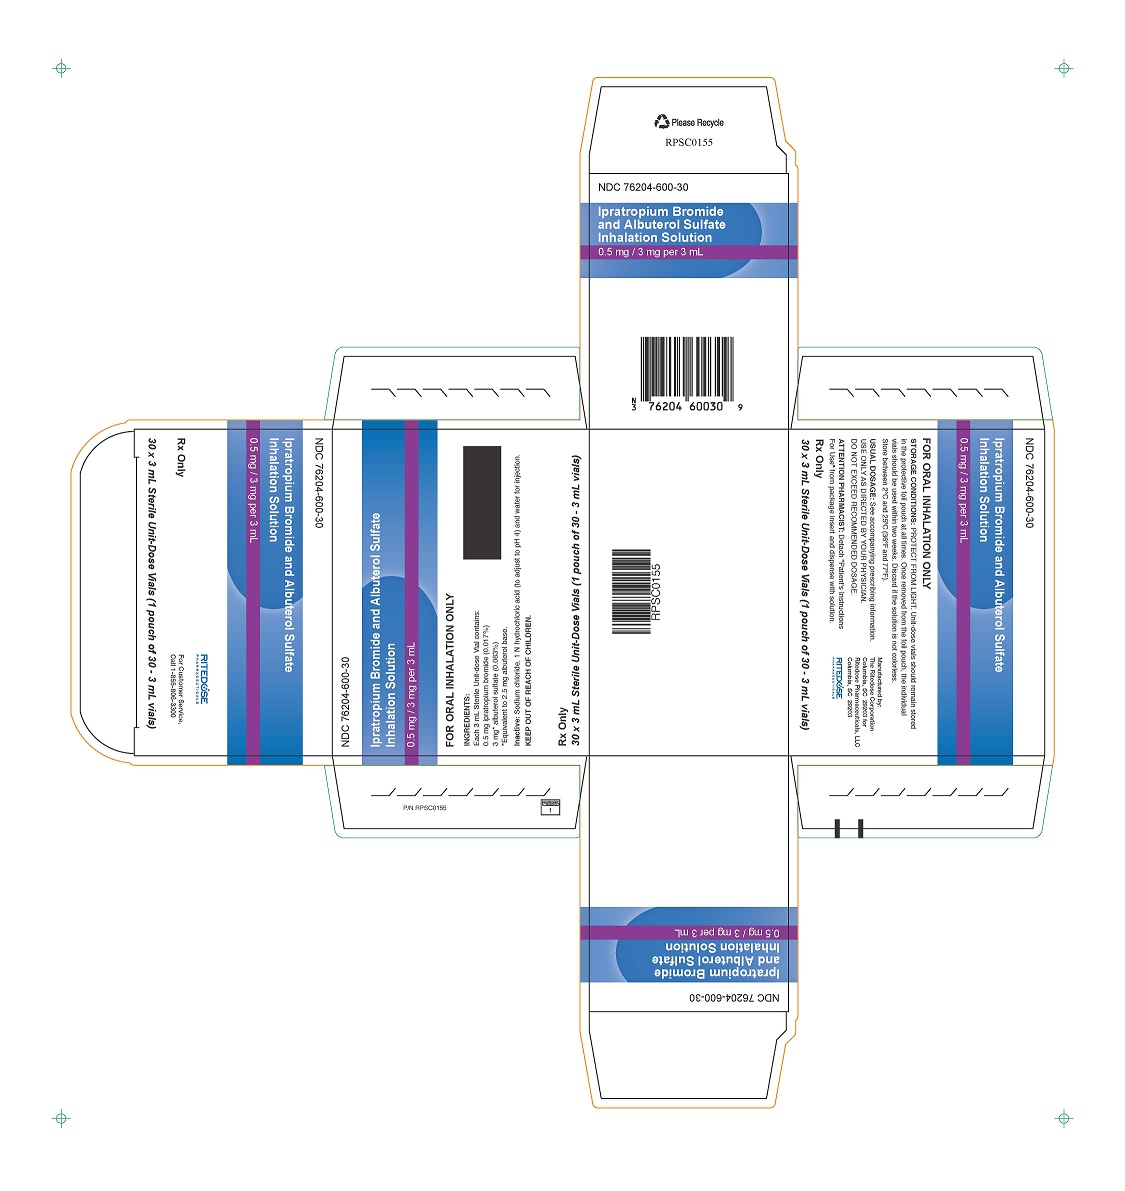 Please Recycle
RPSC0155
NDC 76204-600-30
Ipratropium Bromide
and Albuterol Sulfate
Inhalation Solution
0.5 mg / 3 mg per 3 mL
N
3 76204 60030 9
NDC 76204-600-30
Ipratropium Bromide and Albuterol Sulfate
Inhalation Solution
0.5 mg / 3 mg per 3 mL
Rx Only
30 x 3 mL Sterile Unit-Dose Vials (1 pouch of 30 - 3 mL vials)
RITEDOSE
PHARMACEUTICALS
For Customer Service,
Call 1-855-806-3300
NDC 76204-600-30
Ipratropium Bromide and Albuterol Sulfate
Inhalation Solution
0.5 mg / 3 mg per 3 mL
FOR ORAL INHALATION ONLY
INGREDIENTS:
Each 3 mL Sterile Unit-dose Vial contains:
0.5 mg ipratropium bromide (0.017%)
3 mg* albuterol sulfate (0.083%)
*Equivalent to 2.5 mg albuterol base.
Inactive: Sodium chloride, 1 N hydrochloric acid (to adjust to pH 4) and water for injection.
KEEP OUT OF REACH OF CHILDREN.
Rx Only
30 x 3 mL Sterile Unit-Dose Vials (1 pouch of 30 - 3 mL vials)
RPSC0155
NDC 76204-600-30
Ipratropium Bromide and Albuterol Sulfate
Inhalation Solution
0.5 mg / 3 mg per 3 mL
FOR ORAL INHALATION ONLY
STORAGE CONDITIONS: PROTECT FROM LIGHT. Unit-dose vials should remain stored
in the protective foil pouch at all times. Once removed from the foil pouch, the individual
vials should be used within two weeks. Discard if the solution is not colorless.
Store between 2°C and 25°C (36°F and 77°F).
USUAL DOSAGE: See accompanying prescribing information.
USE ONLY AS DIRECTED BY YOUR PHYSICIAN.
DO NOT EXCEED RECOMMENDED DOSAGE.
ATTENTION PHARMACIST: Detach "Patient's Instructions
For Use" from package insert and dispense with solution.
Rx Only
30 x 3 mL Sterile Unit-Dose Vials (1 pouch of 30 - 3 mL vials)
Manufactured by:
The Ritedose Corporation
Columbia, SC 29203 for
Ritedose Pharmaceuticals, LLC
Columbia, SC 29203
RITEDOSE
PHARMACEUTICALS
P/N RPSC0155
1
Ipratropium Bromide
and Albuterol Sulfate
Inhalation Solution
0.5 mg / 3 mg per 3 mL
NDC 76204-600-30